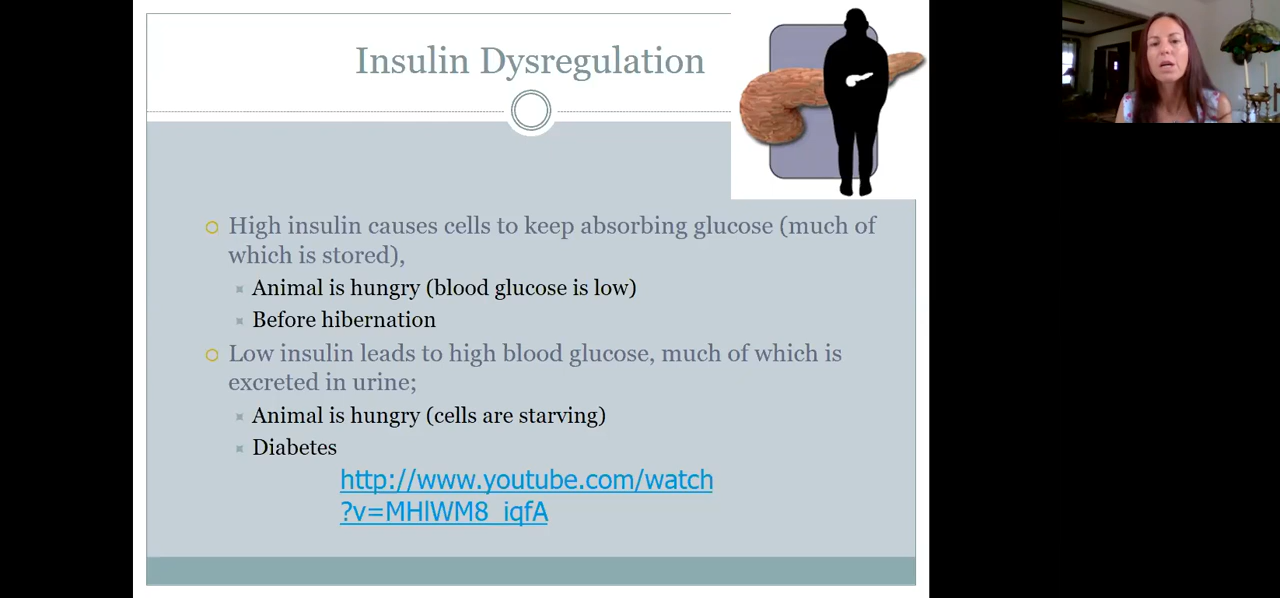 Insulin Dysregulation
High insulin causes cells to keep absorbing glucose (much of
which is stored),
Animal is hungry (blood glucose is low)
Before hibernation
Low insulin leads to high blood glucose, much of which is
excreted in urine;
Animal is hungry (cells are starving)
Diabetes
http://www.youtube.com/watch
?v=MHlWM8_iqfA